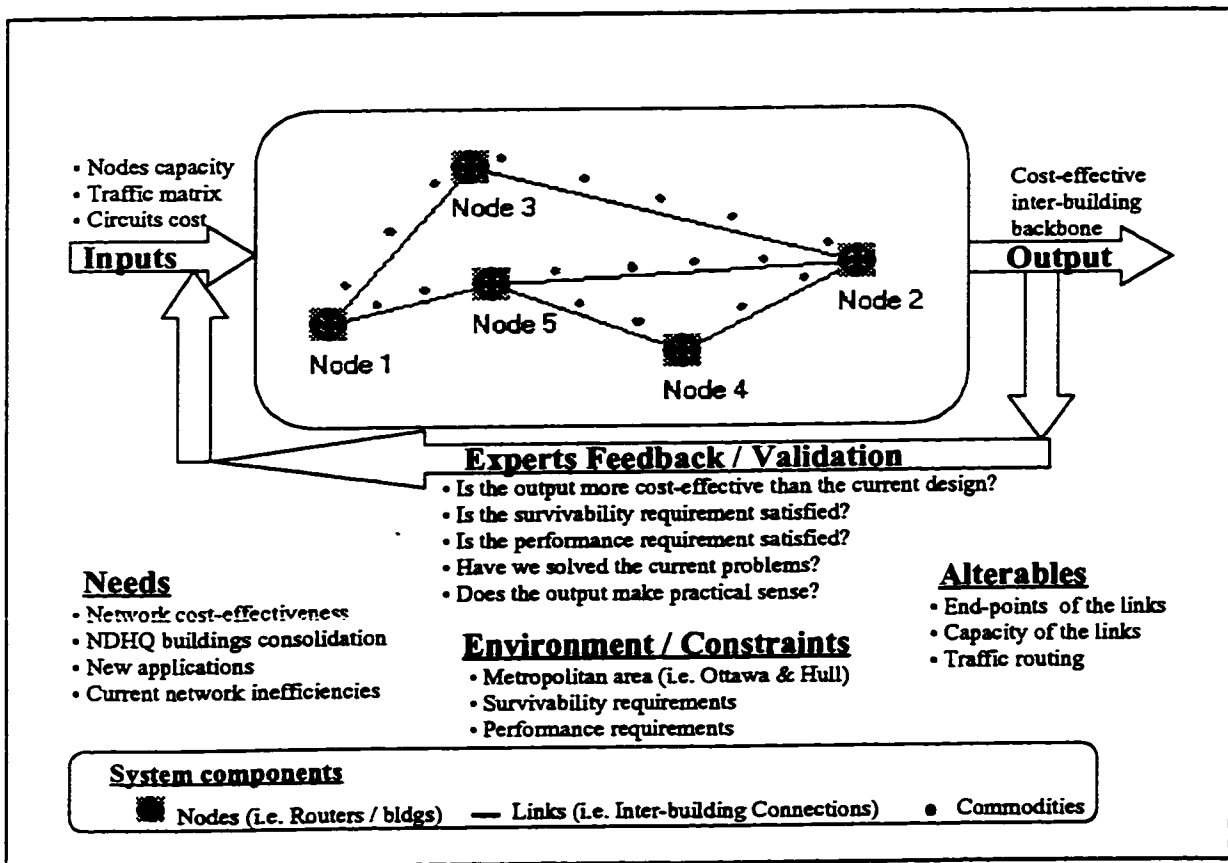 • Nodes capacity
• Traffic matrix
• Circuits cost
Inputs
Node 3
Node 5
Node 1
Node 4
Node 2
Cost-effective
inter-building
backbone
Output
Experts Feedback / Validation
• Is the output more cost-effective than the current design?
• Is the survivability requirement satisfied?
• Is the performance requirement satisfied?
• Have we solved the current problems?
• Does the output make practical sense?
Needs
• Network cost-effectiveness
• NDHQ buildings consolidation
• New applications
• Current network inefficiencies
Environment / Constraints
• Metropolitan area (i.e. Ottawa & Hull)
• Survivability requirements
• Performance requirements
Alterables
• End-points of the links
• Capacity of the links
• Traffic routing
System components
Nodes (i.e. Routers / bldgs)
Links (i.e. Inter-building Connections)
Commodities